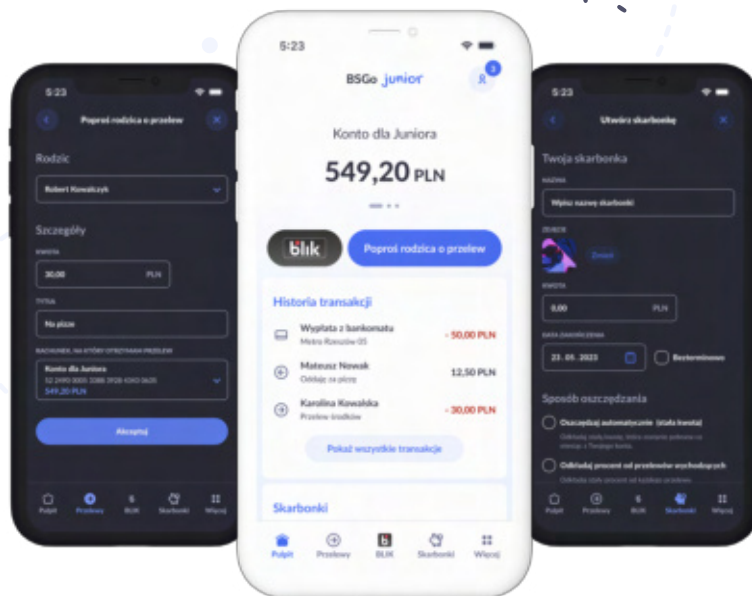 5:23
Poproś rodzica o przelew
Rodzic
Robert Kowalczyk
Szczegóły
KWOTA
30,00 PLN
TYTUŁ
Na pizze
RACHUNEK, NA KTÓRY OTRZYMAM PRZELEW
Konto dla Juniora
549,20 PLN
Akceptuj
Pulpit Przelewy BLIK Skarbonki Więcej
5:23
BSGo junior
3
Konto dla Juniora
549,20 PLN
blik Poproś rodzica o przelew
Historia transakcji
Wypłata z bankomatu - 50,00 PLN
Metro Rzeszów 05
Mateusz Nowak 12,50 PLN
Oddaję za pizzę
Karolina Kowalska - 30,00 PLN
Przelew środków
Pokaż wszystkie transakcje
Skarbonki
Pulpit Przelewy BLIK Skarbonki Więcej
5:23
Utwórz skarbonkę
Twoja skarbonka
NAZWA
Wpisz nazwę skarbonki
ZDJĘCIE
Zmień
KWOTA
0,00 PLN
DATA ZAKOŃCZENIA
23. 05. 2023 Bezterminowo
Sposób oszczędzania
Oszczędzaj automatycznie (stała kwota)
Odkładaj procent od przelewów wychodzących
Pulpit Przelewy BLIK Skarbonki Więcej